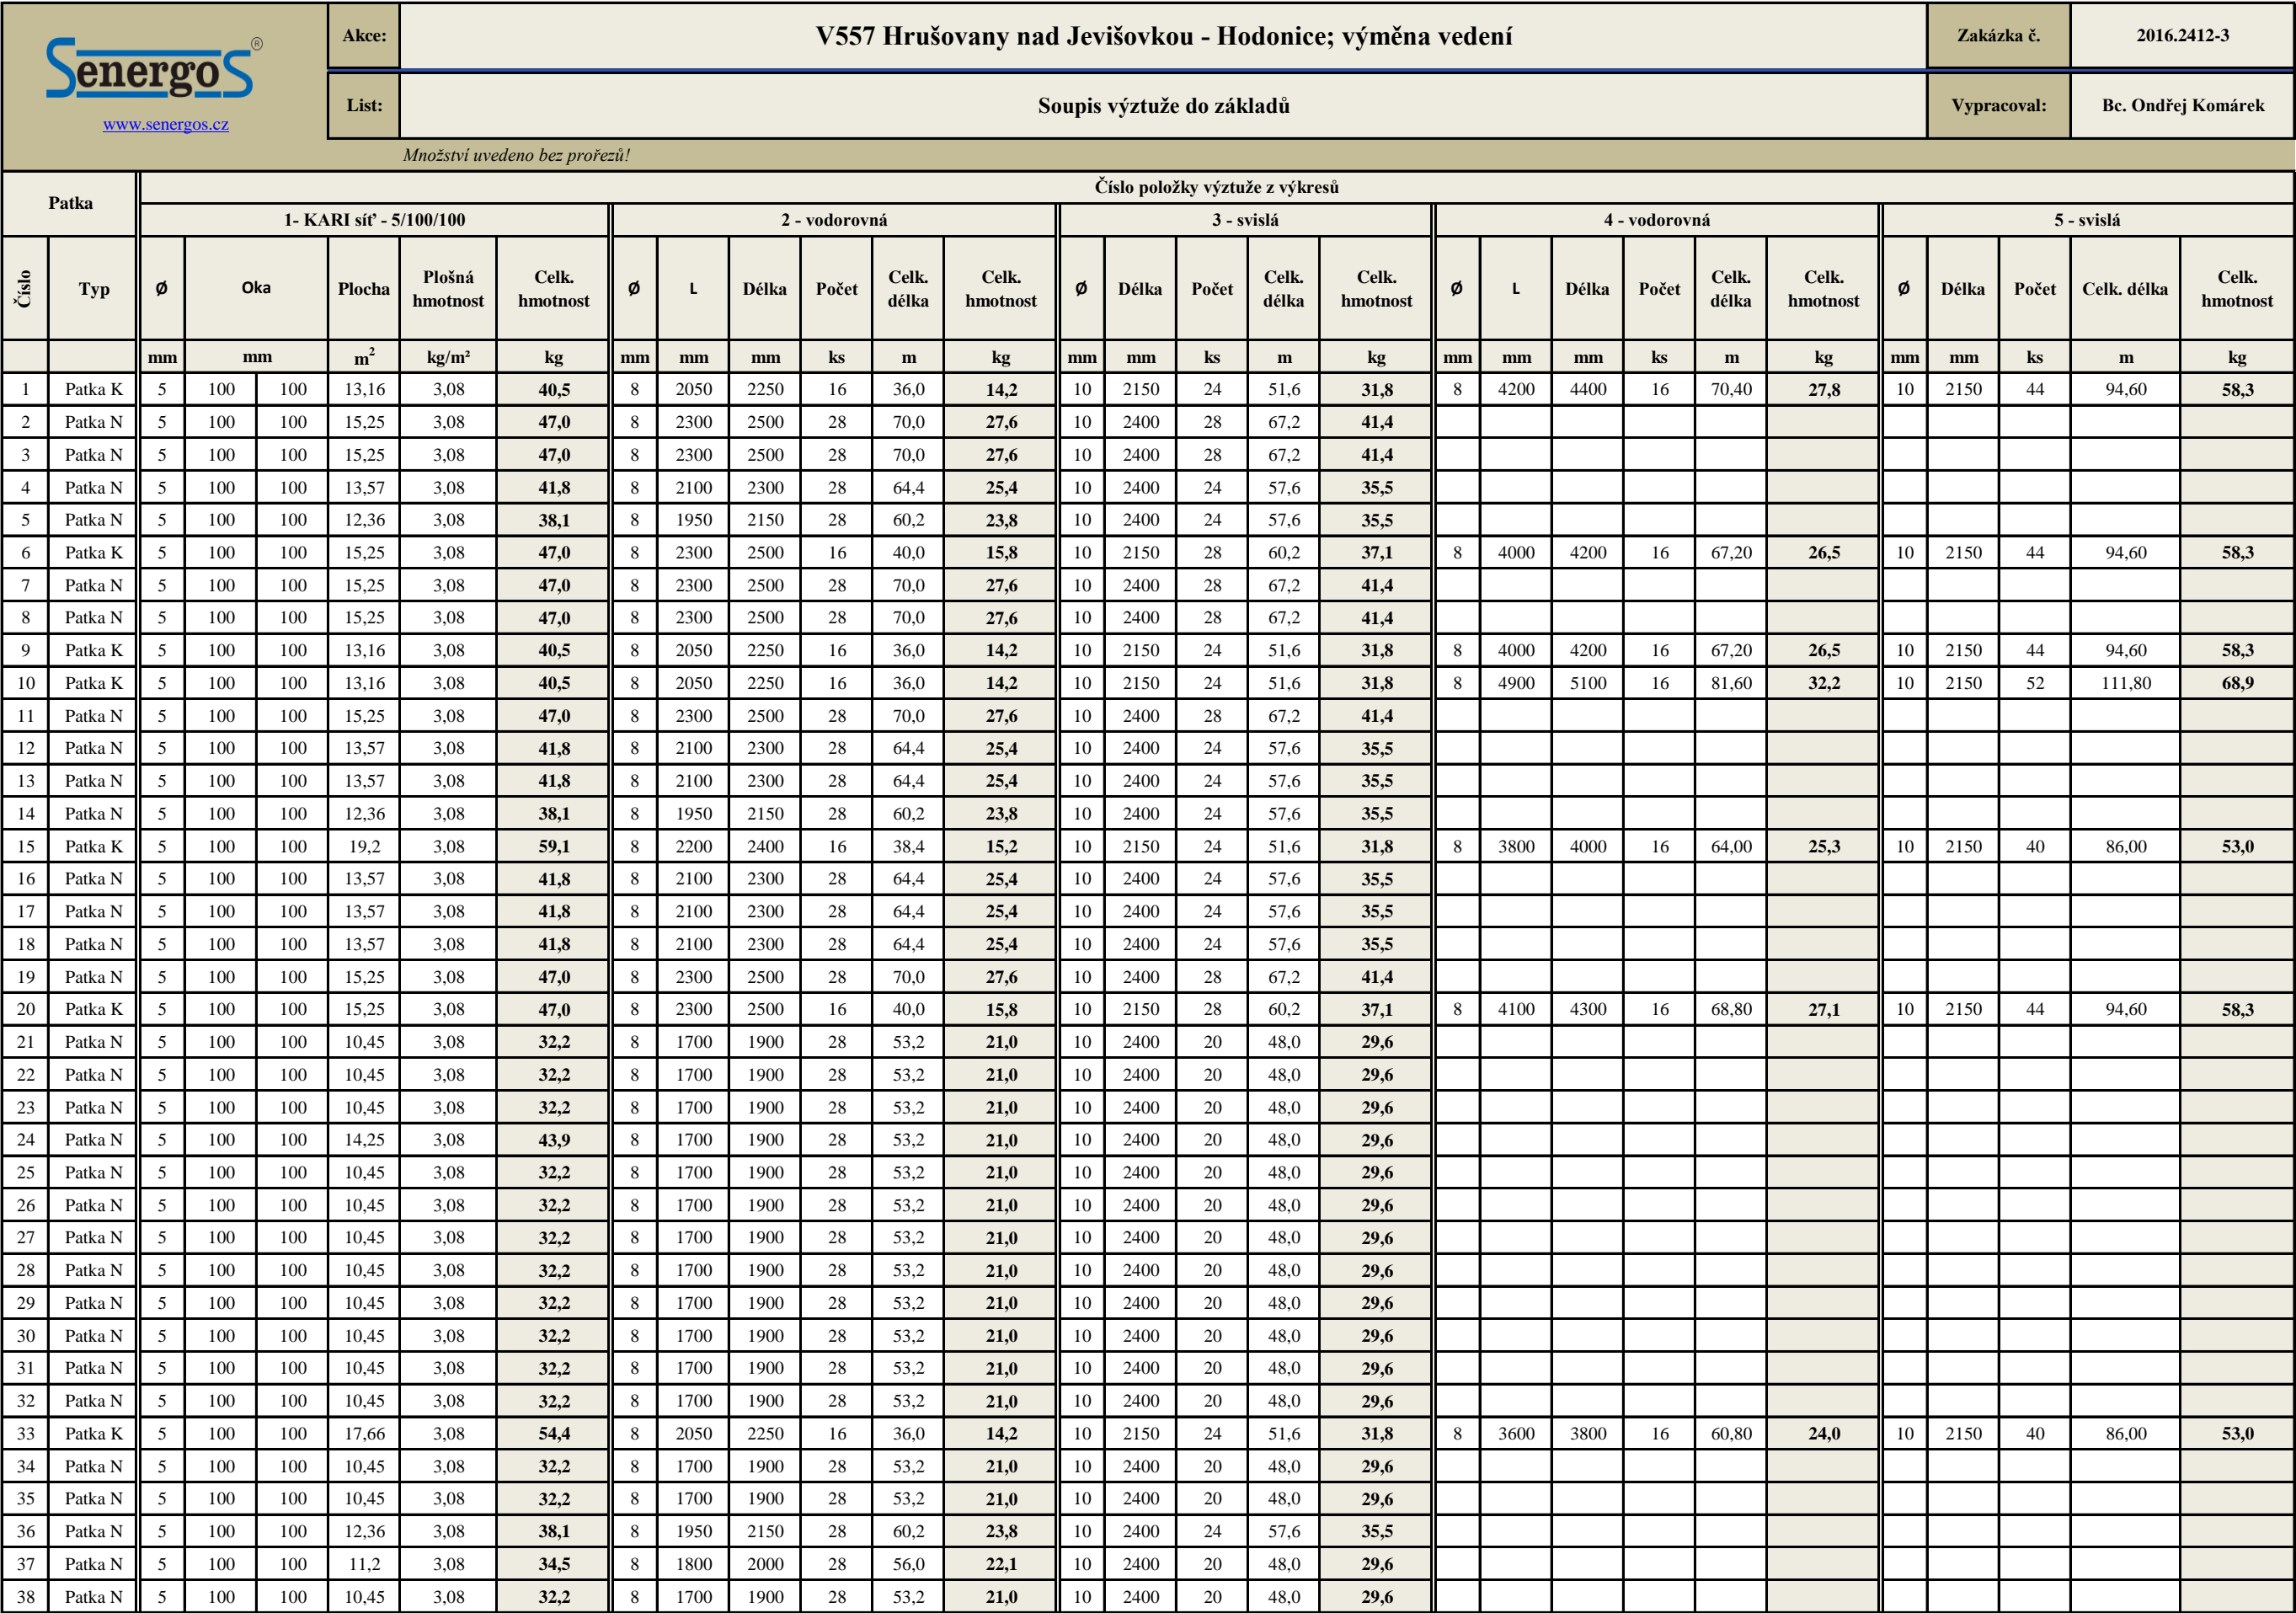 SenergoS ®
www.senergos.cz
Akce: V557 Hrušovany nad Jevišovkou - Hodonice; výměna vedení Zakázka č. 2016.2412-3
List: Soupis výztuže do základů Vypracoval: Bc. Ondřej Komárek
Množství uvedeno bez prořezů!
Patka Číslo položky výztuže z výkresů
1- KARI síť - 5/100/100 2 - vodorovná 3 - svislá 4 - vodorovná 5 - svislá
Číslo Typ Ø Oka Plocha Plošná hmotnost Celk. hmotnost Ø L Délka Počet Celk. délka Celk. hmotnost Ø Délka Počet Celk. délka Celk. hmotnost Ø L Délka Počet Celk. délka Celk. hmotnost Ø Délka Počet Celk. délka Celk. hmotnost
mm mm m² kg/m² kg mm mm mm ks m kg mm mm ks m kg mm mm mm ks m kg mm mm ks m kg
1 Patka K 5 100 100 13,16 3,08 40,5 8 2050 2250 16 36,0 14,2 10 2150 24 51,6 31,8 8 4200 4400 16 70,40 27,8 10 2150 44 94,60 58,3
2 Patka N 5 100 100 15,25 3,08 47,0 8 2300 2500 28 70,0 27,6 10 2400 28 67,2 41,4
3 Patka N 5 100 100 15,25 3,08 47,0 8 2300 2500 28 70,0 27,6 10 2400 28 67,2 41,4
4 Patka N 5 100 100 13,57 3,08 41,8 8 2100 2300 28 64,4 25,4 10 2400 24 57,6 35,5
5 Patka N 5 100 100 12,36 3,08 38,1 8 1950 2150 28 60,2 23,8 10 2400 24 57,6 35,5
6 Patka K 5 100 100 15,25 3,08 47,0 8 2300 2500 16 40,0 15,8 10 2150 28 60,2 37,1 8 4000 4200 16 67,20 26,5 10 2150 44 94,60 58,3
7 Patka N 5 100 100 15,25 3,08 47,0 8 2300 2500 28 70,0 27,6 10 2400 28 67,2 41,4
8 Patka N 5 100 100 15,25 3,08 47,0 8 2300 2500 28 70,0 27,6 10 2400 28 67,2 41,4
9 Patka K 5 100 100 13,16 3,08 40,5 8 2050 2250 16 36,0 14,2 10 2150 24 51,6 31,8 8 4000 4200 16 67,20 26,5 10 2150 44 94,60 58,3
10 Patka K 5 100 100 13,16 3,08 40,5 8 2050 2250 16 36,0 14,2 10 2150 24 51,6 31,8 8 4900 5100 16 81,60 32,2 10 2150 52 111,80 68,9
11 Patka N 5 100 100 15,25 3,08 47,0 8 2300 2500 28 70,0 27,6 10 2400 28 67,2 41,4
12 Patka N 5 100 100 13,57 3,08 41,8 8 2100 2300 28 64,4 25,4 10 2400 24 57,6 35,5
13 Patka N 5 100 100 13,57 3,08 41,8 8 2100 2300 28 64,4 25,4 10 2400 24 57,6 35,5
14 Patka N 5 100 100 12,36 3,08 38,1 8 1950 2150 28 60,2 23,8 10 2400 24 57,6 35,5
15 Patka K 5 100 100 19,2 3,08 59,1 8 2200 2400 16 38,4 15,2 10 2150 24 51,6 31,8 8 3800 4000 16 64,00 25,3 10 2150 40 86,00 53,0
16 Patka N 5 100 100 13,57 3,08 41,8 8 2100 2300 28 64,4 25,4 10 2400 24 57,6 35,5
17 Patka N 5 100 100 13,57 3,08 41,8 8 2100 2300 28 64,4 25,4 10 2400 24 57,6 35,5
18 Patka N 5 100 100 13,57 3,08 41,8 8 2100 2300 28 64,4 25,4 10 2400 24 57,6 35,5
19 Patka N 5 100 100 15,25 3,08 47,0 8 2300 2500 28 70,0 27,6 10 2400 28 67,2 41,4
20 Patka K 5 100 100 15,25 3,08 47,0 8 2300 2500 16 40,0 15,8 10 2150 28 60,2 37,1 8 4100 4300 16 68,80 27,1 10 2150 44 94,60 58,3
21 Patka N 5 100 100 10,45 3,08 32,2 8 1700 1900 28 53,2 21,0 10 2400 20 48,0 29,6
22 Patka N 5 100 100 10,45 3,08 32,2 8 1700 1900 28 53,2 21,0 10 2400 20 48,0 29,6
23 Patka N 5 100 100 10,45 3,08 32,2 8 1700 1900 28 53,2 21,0 10 2400 20 48,0 29,6
24 Patka N 5 100 100 14,25 3,08 43,9 8 1700 1900 28 53,2 21,0 10 2400 20 48,0 29,6
25 Patka N 5 100 100 10,45 3,08 32,2 8 1700 1900 28 53,2 21,0 10 2400 20 48,0 29,6
26 Patka N 5 100 100 10,45 3,08 32,2 8 1700 1900 28 53,2 21,0 10 2400 20 48,0 29,6
27 Patka N 5 100 100 10,45 3,08 32,2 8 1700 1900 28 53,2 21,0 10 2400 20 48,0 29,6
28 Patka N 5 100 100 10,45 3,08 32,2 8 1700 1900 28 53,2 21,0 10 2400 20 48,0 29,6
29 Patka N 5 100 100 10,45 3,08 32,2 8 1700 1900 28 53,2 21,0 10 2400 20 48,0 29,6
30 Patka N 5 100 100 10,45 3,08 32,2 8 1700 1900 28 53,2 21,0 10 2400 20 48,0 29,6
31 Patka N 5 100 100 10,45 3,08 32,2 8 1700 1900 28 53,2 21,0 10 2400 20 48,0 29,6
32 Patka N 5 100 100 10,45 3,08 32,2 8 1700 1900 28 53,2 21,0 10 2400 20 48,0 29,6
33 Patka K 5 100 100 17,66 3,08 54,4 8 2050 2250 16 36,0 14,2 10 2150 24 51,6 31,8 8 3600 3800 16 60,80 24,0 10 2150 40 86,00 53,0
34 Patka N 5 100 100 10,45 3,08 32,2 8 1700 1900 28 53,2 21,0 10 2400 20 48,0 29,6
35 Patka N 5 100 100 10,45 3,08 32,2 8 1700 1900 28 53,2 21,0 10 2400 20 48,0 29,6
36 Patka N 5 100 100 12,36 3,08 38,1 8 1950 2150 28 60,2 23,8 10 2400 24 57,6 35,5
37 Patka N 5 100 100 11,2 3,08 34,5 8 1800 2000 28 56,0 22,1 10 2400 20 48,0 29,6
38 Patka N 5 100 100 10,45 3,08 32,2 8 1700 1900 28 53,2 21,0 10 2400 20 48,0 29,6